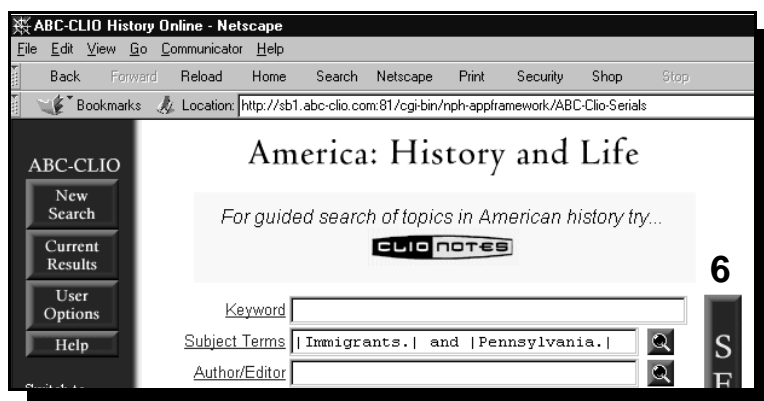 ABC-CLIO History Online - Netscape
File Edit View Go Communicator Help
Back Forward Reload Home Search Netscape Print Security Shop Stop
Bookmarks Location: http://sb1.abc-clio.com:81/cgi-bin/nph-appframework/ABC-Clio-Serials
ABC-CLIO
New
Search
Current
Results
User
Options
Help
America: History and Life
For guided search of topics in American history try...
CLIO NOTES
6
Keyword
Subject Terms |Immigrants.| and |Pennsylvania.|
Author/Editor
S